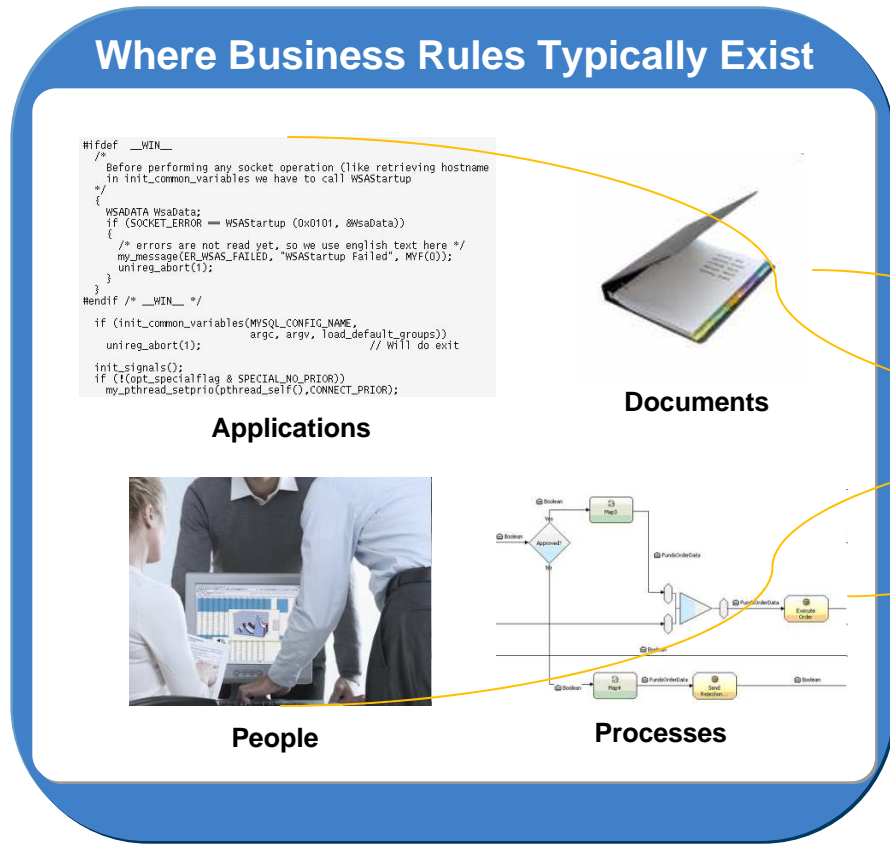 Where Business Rules Typically Exist
#ifdef __WIN__
/*
Before performing any socket operation (like retrieving hostname
in init_common_variables we have to call WSAStartup
*/
{
WSADATA WsaData;
if (SOCKET_ERROR == WSAStartup (0x0101, &WsaData))
{
/* errors are not read yet, so we use english text here */
my_message(ER_WSAS_FAILED, "WSAStartup Failed", MYF(0));
unireg_abort(1);
}
}
#endif /* __WIN__ */
if (init_common_variables(MYSQL_CONFIG_NAME,
argc, argv, load_default_groups))
unireg_abort(1); // Will do exit
init_signals();
if (!(opt_specialflag & SPECIAL_NO_PRIOR))
my_pthread_setprio(pthread_self(),CONNECT_PRIOR);
Applications
Documents
People
Boolean
Map3
Yes
Boolean
Approved?
No
FundsOrderData
FundsOrderData
Execute
Order
Boolean
Boolean
Map4
FundsOrderData
Send
Rejection...
Boolean
Processes